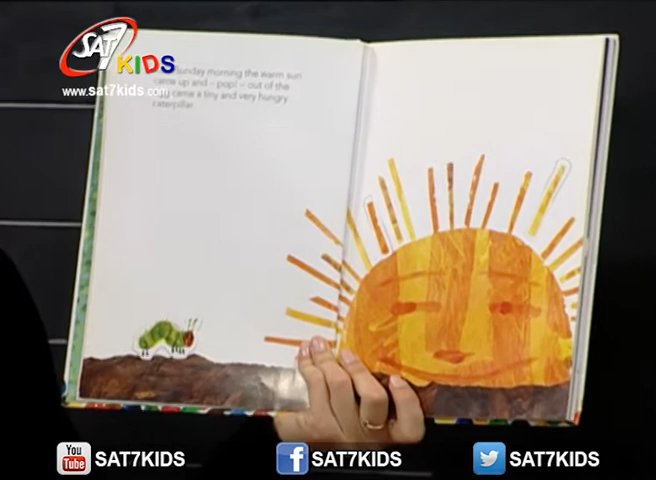 SAT7
KIDS
www.sat7kids.com
sunday morning the warm sun
came up and – pop! – out of the
egg came a tiny and very hungry
caterpillar.
You
Tube
SAT7KIDS
f
SAT7KIDS
SAT7KIDS